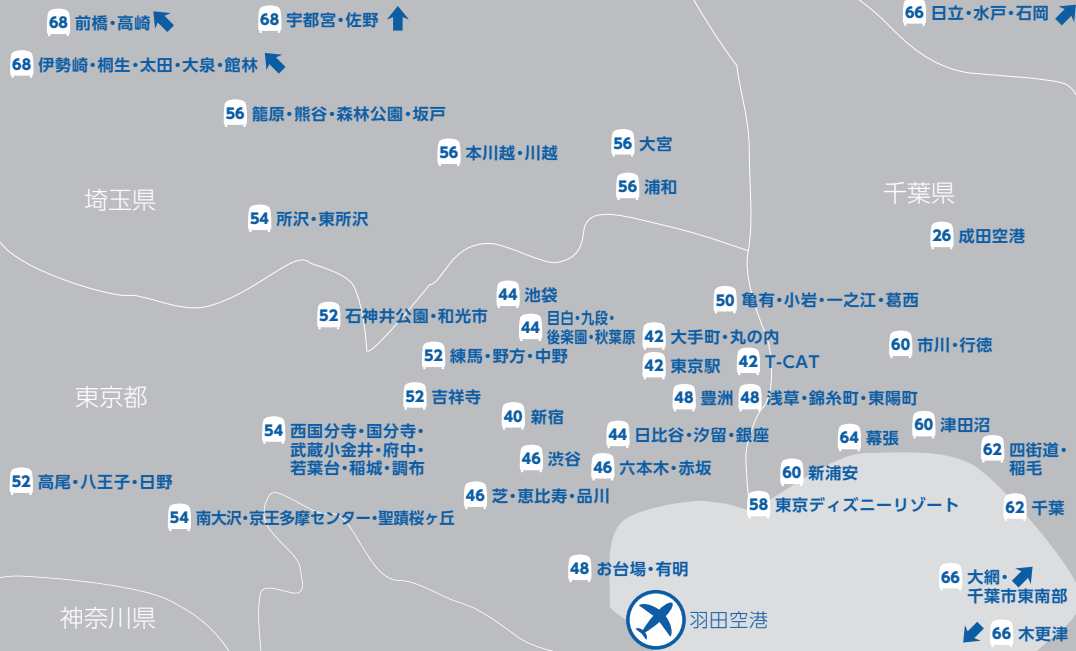 68 前橋・高崎
68 宇都宮・佐野
66 日立・水戸・石岡
68 伊勢崎・桐生・太田・大泉・館林
56 籠原・熊谷・森林公園・坂戸
56 本川越・川越
56 大宮
56 浦和
埼玉県
千葉県
54 所沢・東所沢
26 成田空港
44 池袋
50 亀有・小岩・一之江・葛西
52 石神井公園・和光市
44 目白・九段・
後楽園・秋葉原
42 大手町・丸の内
60 市川・行徳
52 練馬・野方・中野
42 東京駅
42 T-CAT
東京都
52 吉祥寺
48 豊洲
48 浅草・錦糸町・東陽町
40 新宿
54 西国分寺・国分寺・
武蔵小金井・府中・
若葉台・稲城・調布
44 日比谷・汐留・銀座
64 幕張
60 津田沼
62 四街道・
稲毛
46 渋谷
46 六本木・赤坂
60 新浦安
52 高尾・八王子・日野
46 芝・恵比寿・品川
58 東京ディズニーリゾート
62 千葉
54 南大沢・京王多摩センター・聖蹟桜ヶ丘
48 お台場・有明
66 大網・
千葉市東南部
神奈川県
羽田空港
66 木更津